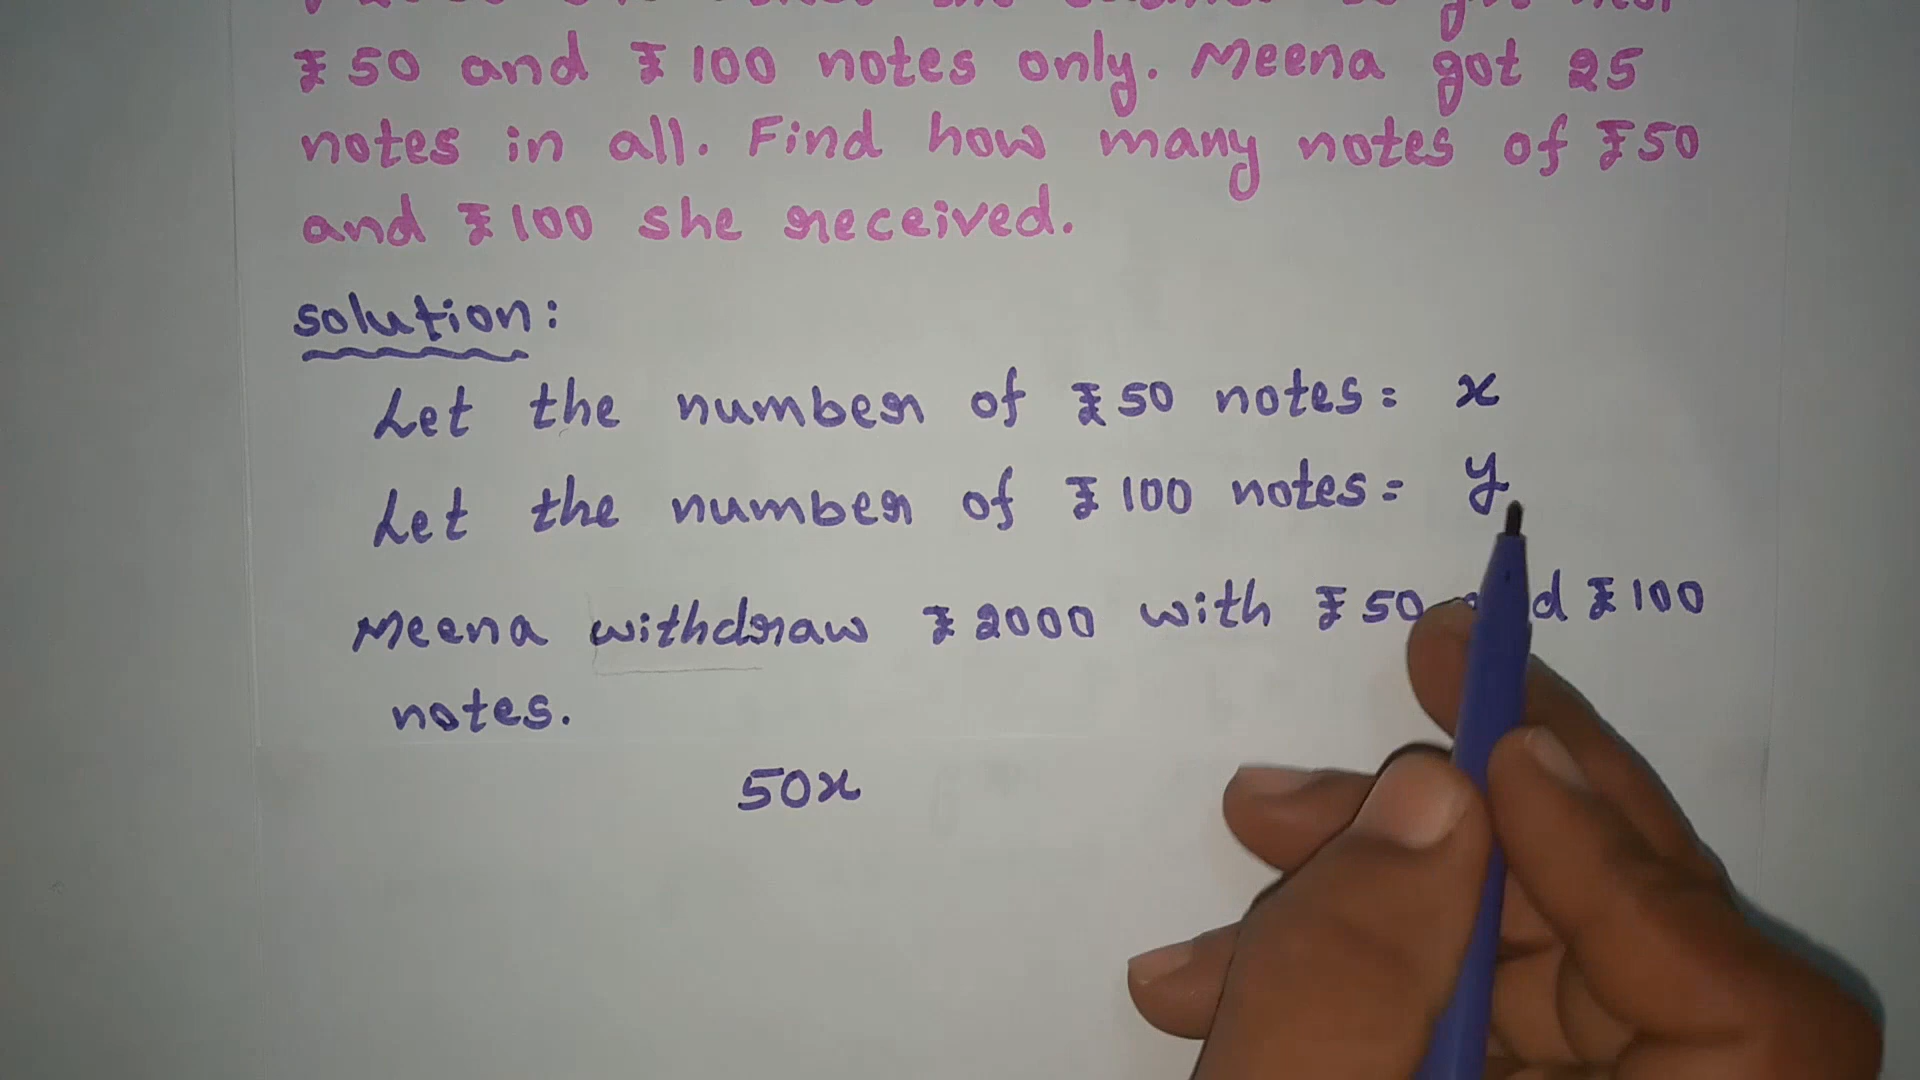 ₹50 and ₹100 notes only. Meena got 25
notes in all. Find how many notes of ₹50
and ₹100 she received.
solution:
Let the number of ₹50 notes = x
Let the number of ₹100 notes = y
Meena withdraw ₹2000 with ₹50 and ₹100
notes.
50x